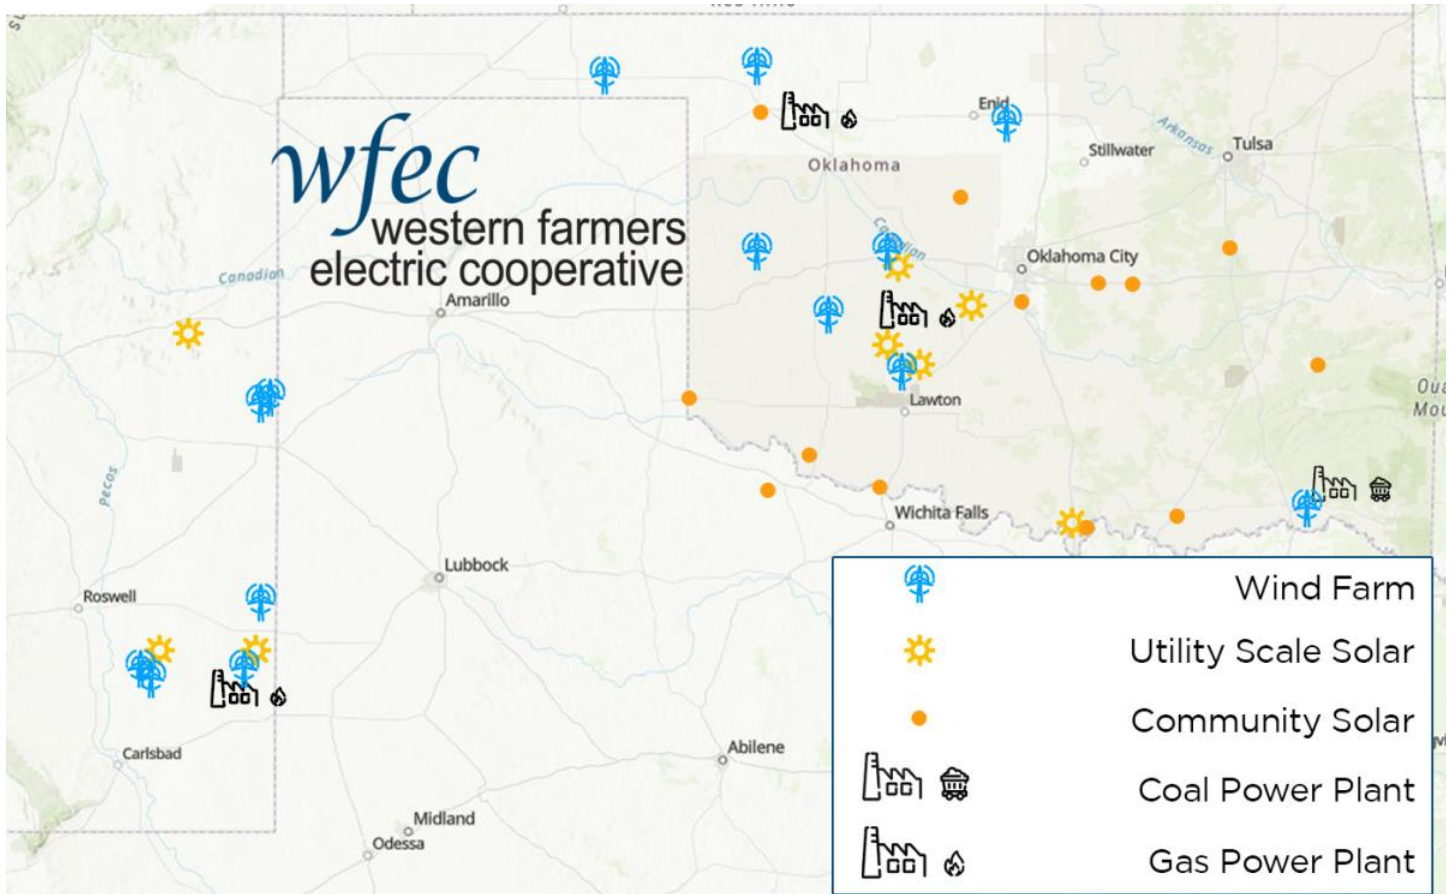 Enid
Arkansas
Stillwater
Tulsa
Oklahoma
wfec
western farmers
electric cooperative
Canadian
Oklahoma City
Canadian
Amarillo
Lawton
Pecos
Wichita Falls
Lubbock
Roswell
Wind Farm
Utility Scale Solar
Community Solar
Abilene
Carlsbad
Coal Power Plant
Midland
Odessa
Gas Power Plant